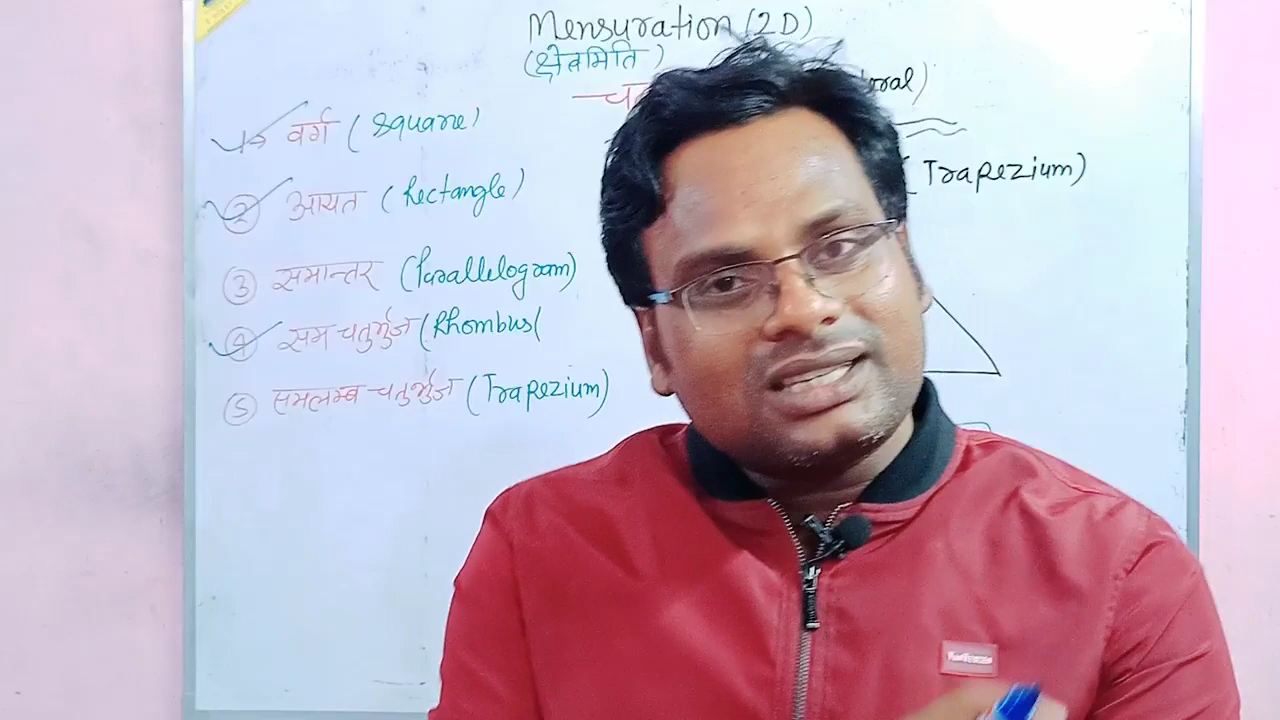 Mensuration (2D)
(क्षेत्रमिति)
1) वर्ग (Square)
② आयत (Rectangle)
③ समान्तर (Parallelogram)
④ सम चतुर्भुज (Rhombus(
⑤ समलम्ब चतुर्भुज (Trapezium)
(Trapezium)